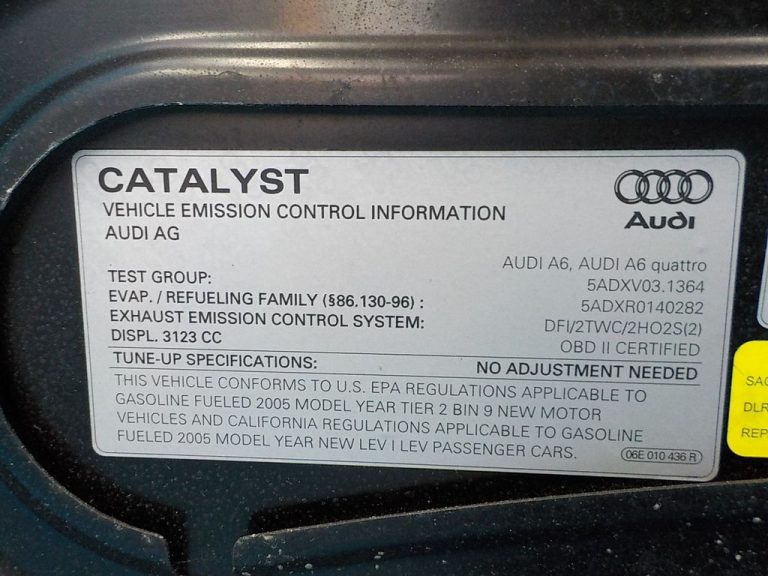 CATALYST
VEHICLE EMISSION CONTROL INFORMATION
AUDI AG
Audi
AUDI A6, AUDI A6 quattro
TEST GROUP: 5ADXV03.1364
EVAP. / REFUELING FAMILY (§86.130-96) : 5ADXR0140282
EXHAUST EMISSION CONTROL SYSTEM: DFI/2TWC/2HO2S(2)
DISPL. 3123 CC OBD II CERTIFIED
TUNE-UP SPECIFICATIONS: NO ADJUSTMENT NEEDED
THIS VEHICLE CONFORMS TO U.S. EPA REGULATIONS APPLICABLE TO
GASOLINE FUELED 2005 MODEL YEAR TIER 2 BIN 9 NEW MOTOR
VEHICLES AND CALIFORNIA REGULATIONS APPLICABLE TO GASOLINE
FUELED 2005 MODEL YEAR NEW LEV I LEV PASSENGER CARS.
06E 010 436 R
DLR
REP